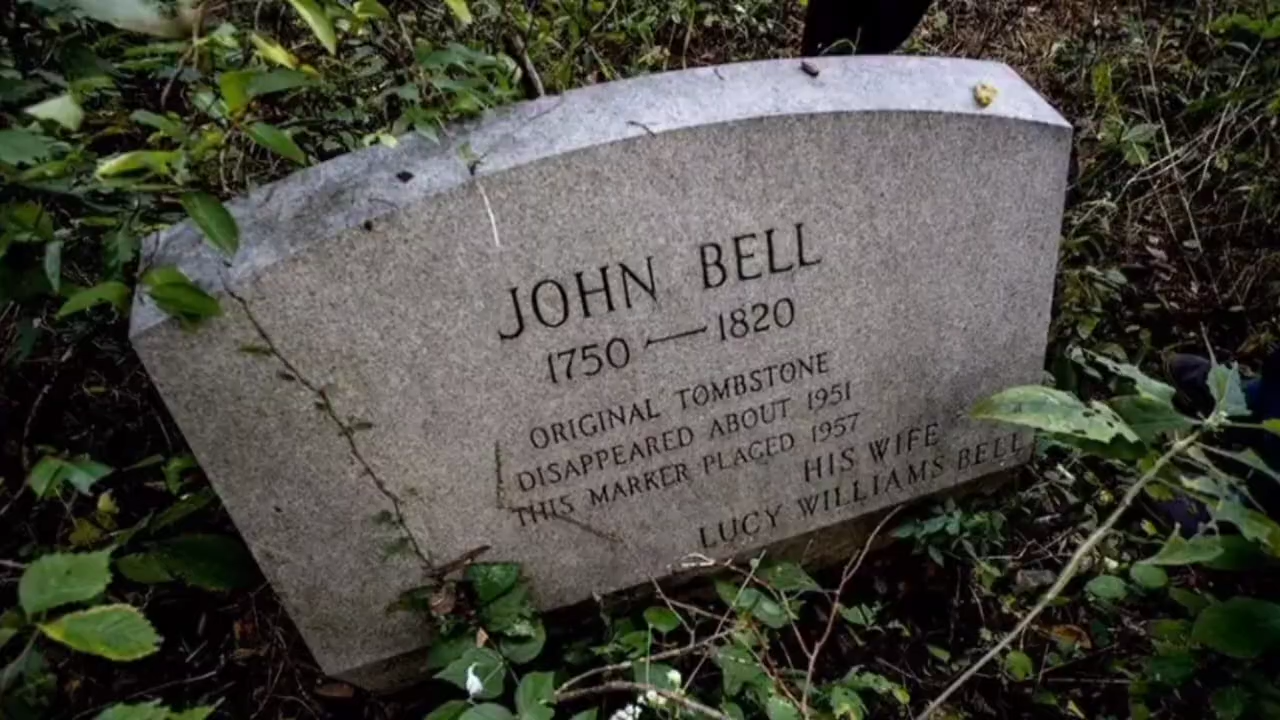 JOHN BELL
1750 — 1820
ORIGINAL TOMBSTONE
DISAPPEARED ABOUT 1951
THIS MARKER PLACED 1957
HIS WIFE
LUCY WILLIAMS BELL